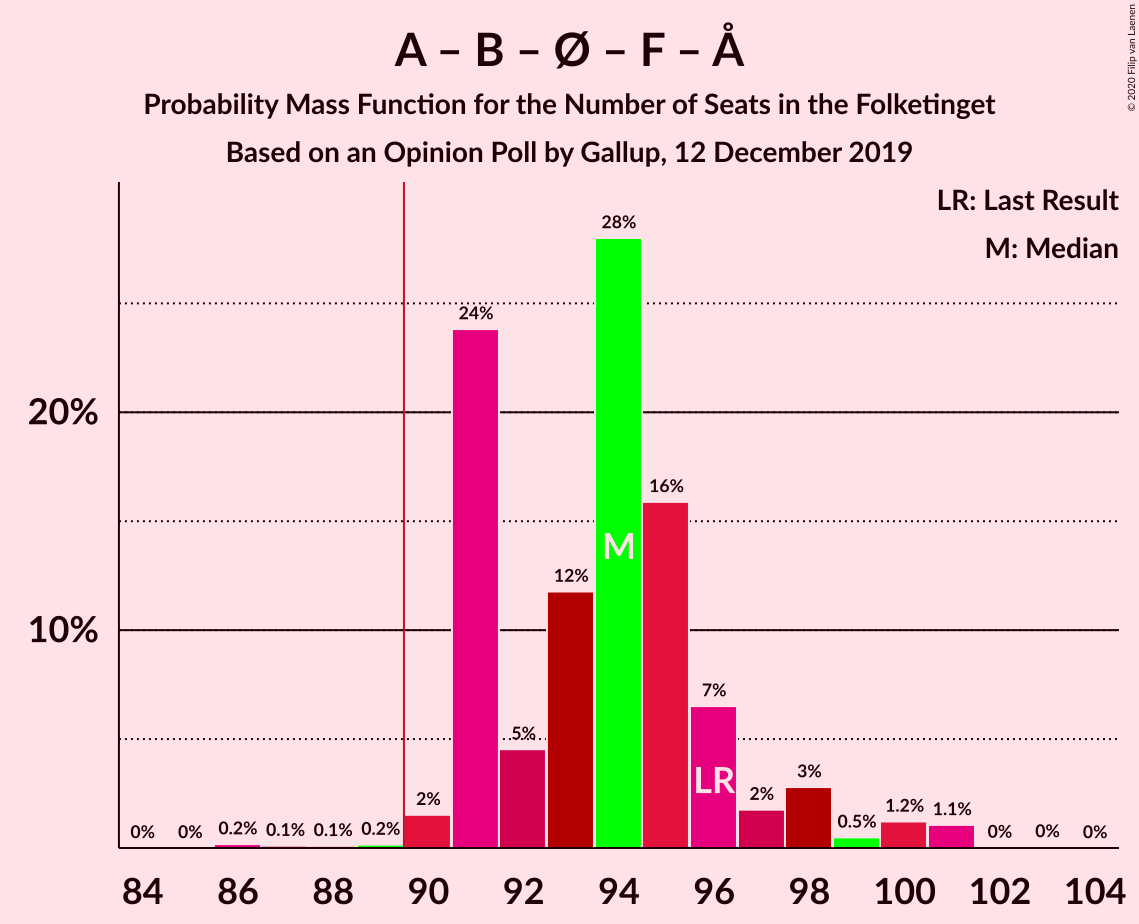 A – B – Ø – F – Å
Probability Mass Function for the Number of Seats in the Folketinget
Based on an Opinion Poll by Gallup, 12 December 2019
© 2020 Filip van Laenen
LR: Last Result
M: Median
20%
10%
0%
0%
0.2%
0.1%
0.1%
0.2%
2%
24%
5%
12%
28%
16%
7%
2%
3%
0.5%
1.2%
1.1%
0%
0%
0%
M
LR
84 86 88 90 92 94 96 98 100 102 104